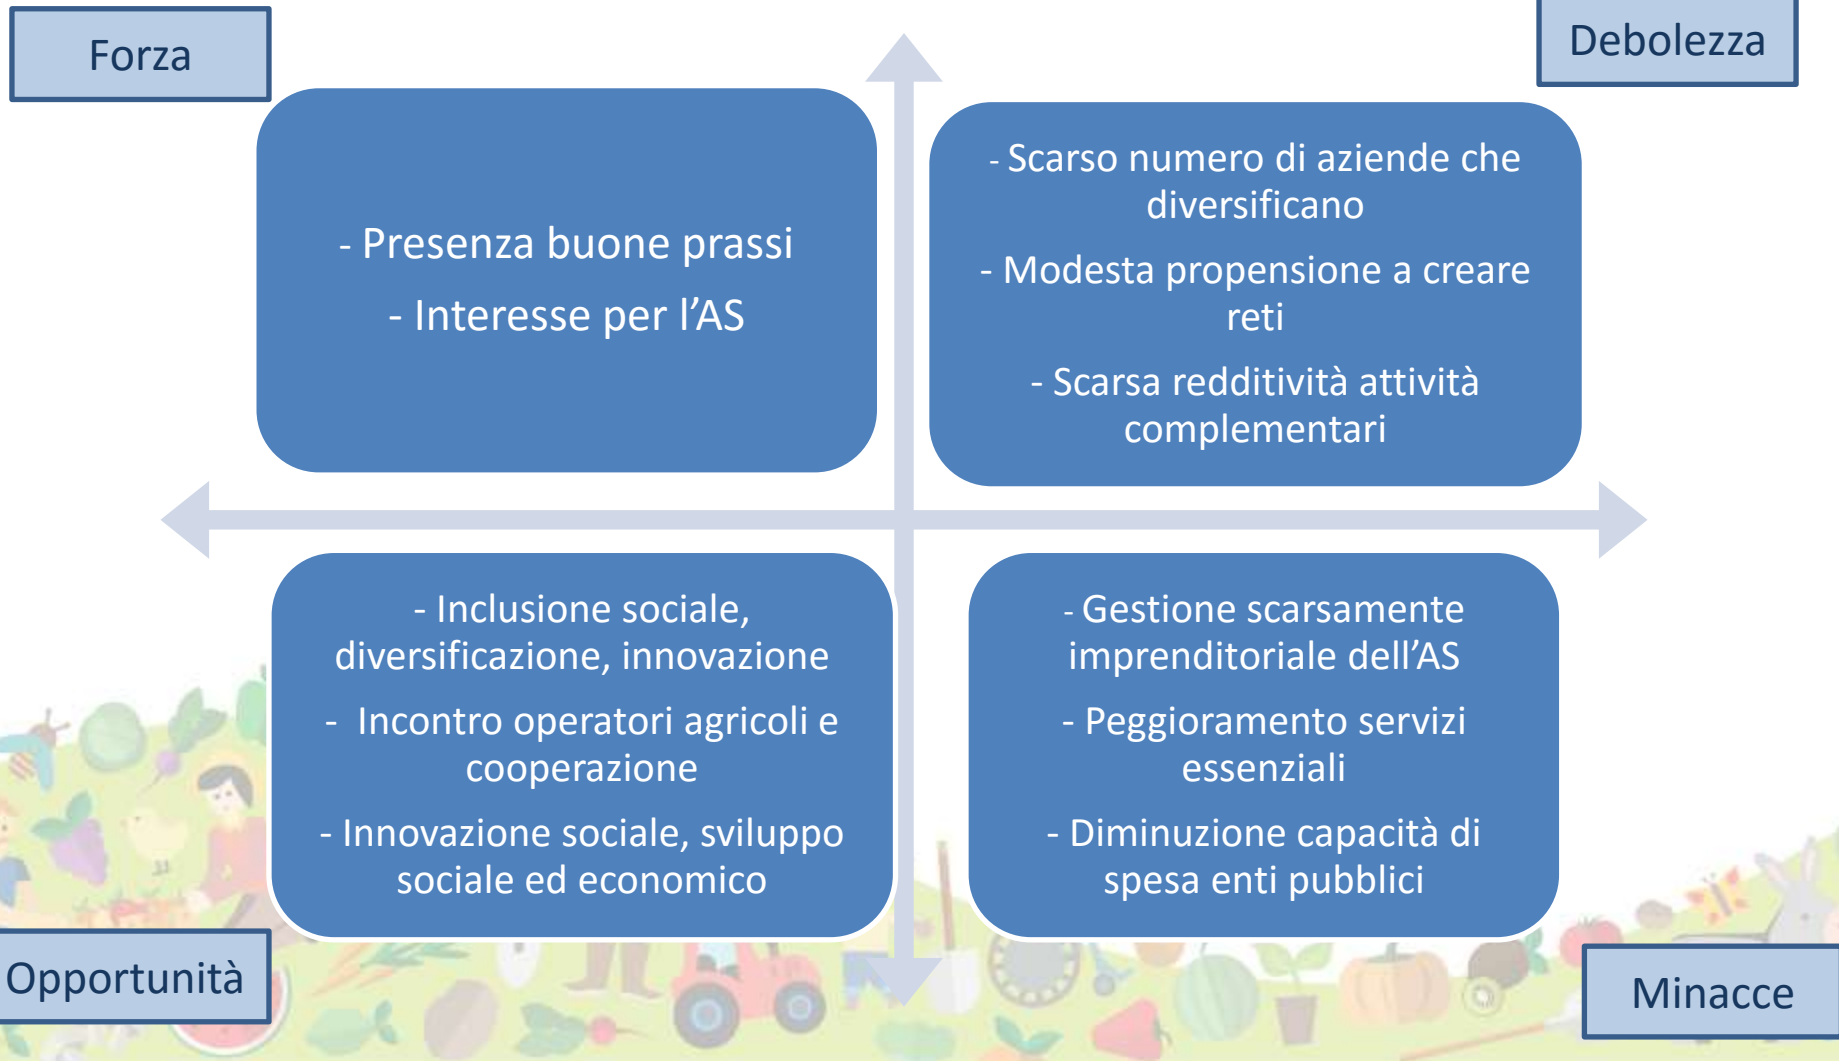 Forza
Debolezza
- Presenza buone prassi
- Interesse per l’AS
- Scarso numero di aziende che
diversificano
- Modesta propensione a creare
reti
- Scarsa redditività attività
complementari
- Inclusione sociale,
diversificazione, innovazione
- Incontro operatori agricoli e
cooperazione
- Innovazione sociale, sviluppo
sociale ed economico
- Gestione scarsamente
imprenditoriale dell’AS
- Peggioramento servizi
essenziali
- Diminuzione capacità di
spesa enti pubblici
Opportunità
Minacce